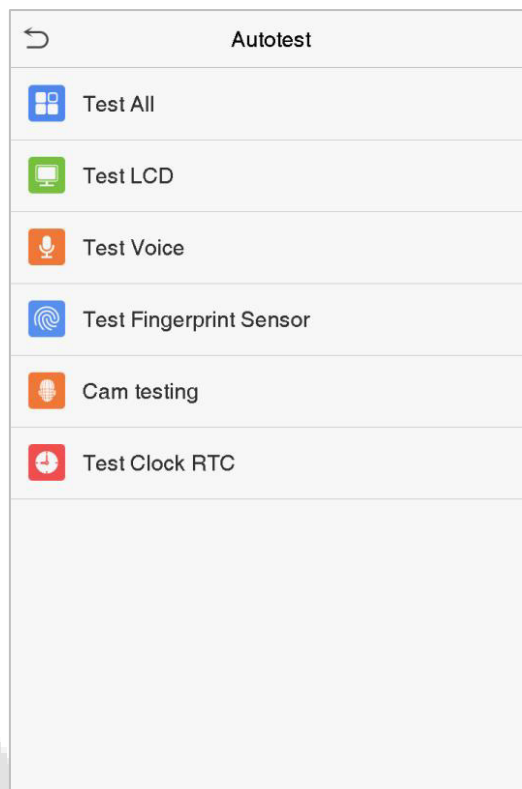 Autotest
Test All
Test LCD
Test Voice
Test Fingerprint Sensor
Cam testing
Test Clock RTC